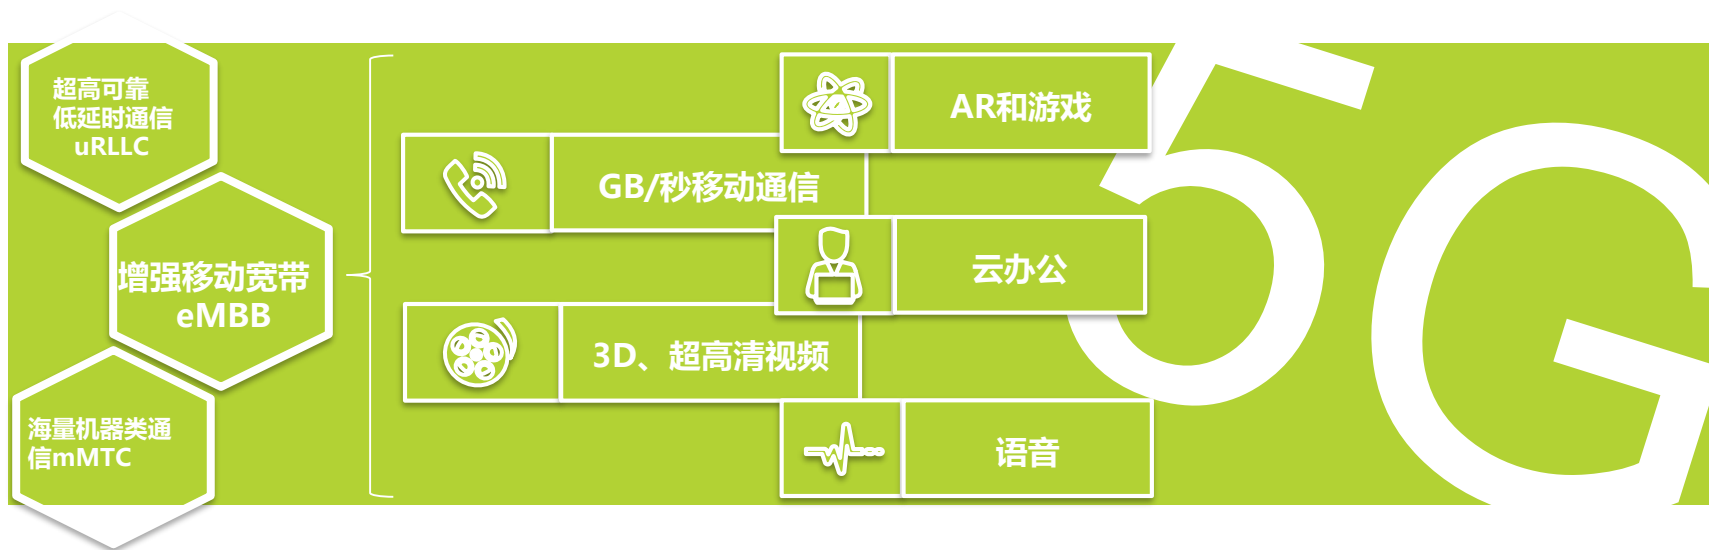 超高可靠
低延时通信
uRLLC
增强移动宽带
eMBB
海量机器类通
信mMTC
AR和游戏
GB/秒移动通信
云办公
3D、超高清视频
语音
5G